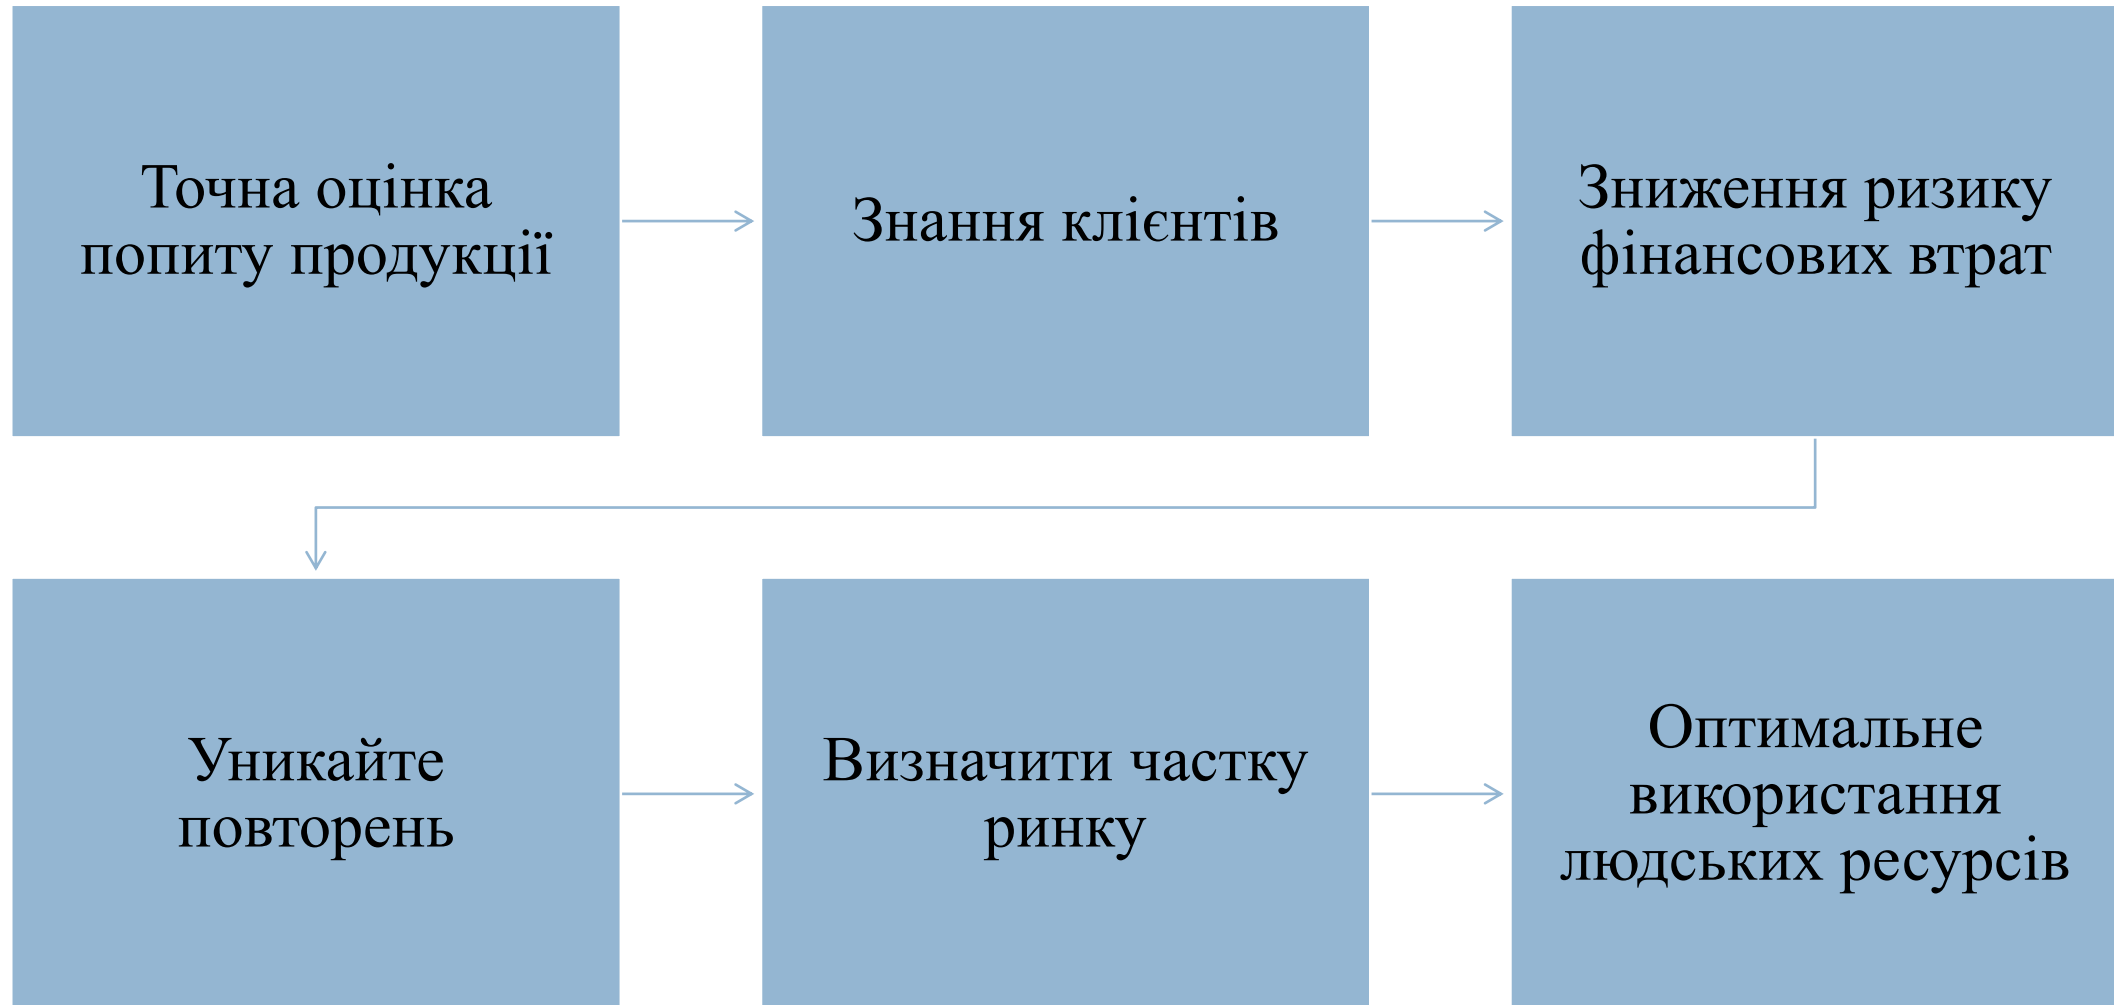 Точна оцінка
попиту продукції
Знання клієнтів
Зниження ризику
фінансових втрат
Уникайте
повторень
Визначити частку
ринку
Оптимальне
використання
людських ресурсів